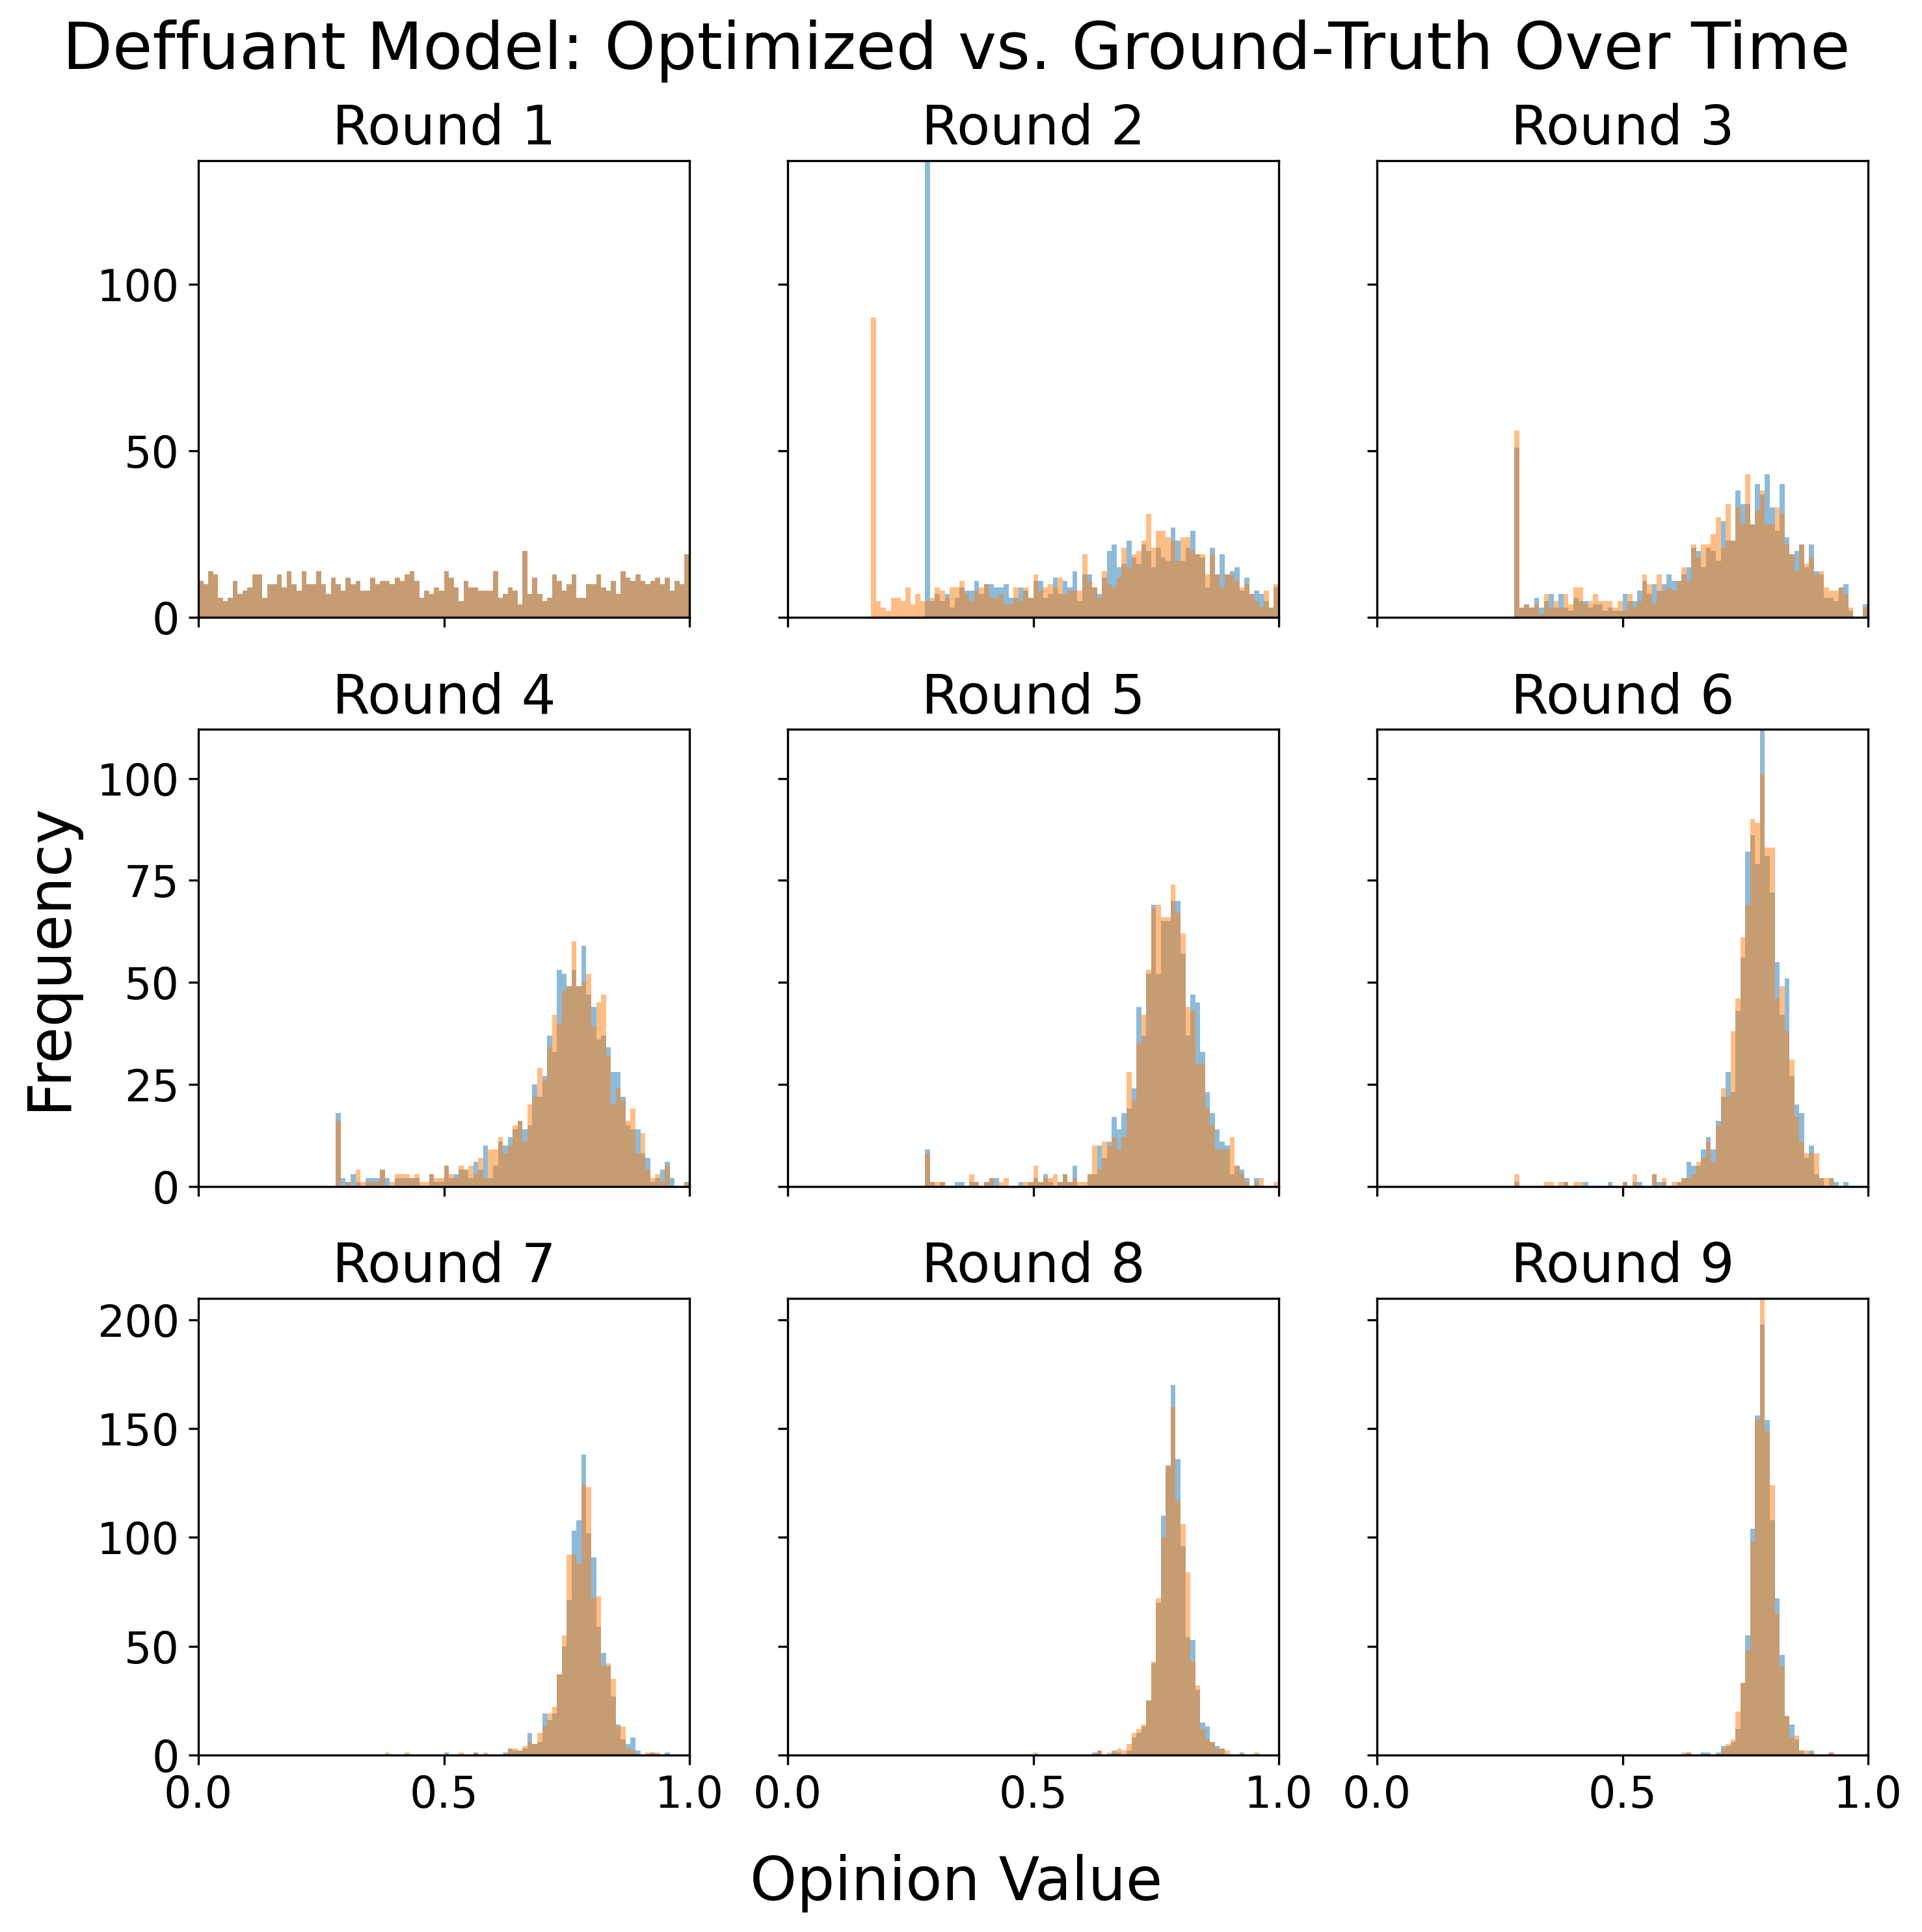 Deffuant Model: Optimized vs. Ground-Truth Over Time
Round 1
Round 2
Round 3
100
50
0
Round 4
Round 5
Round 6
100
75
50
25
0
Frequency
Round 7
Round 8
Round 9
200
150
100
50
0
0.0 0.5 1.0 0.0 0.5 1.0 0.0 0.5 1.0
Opinion Value